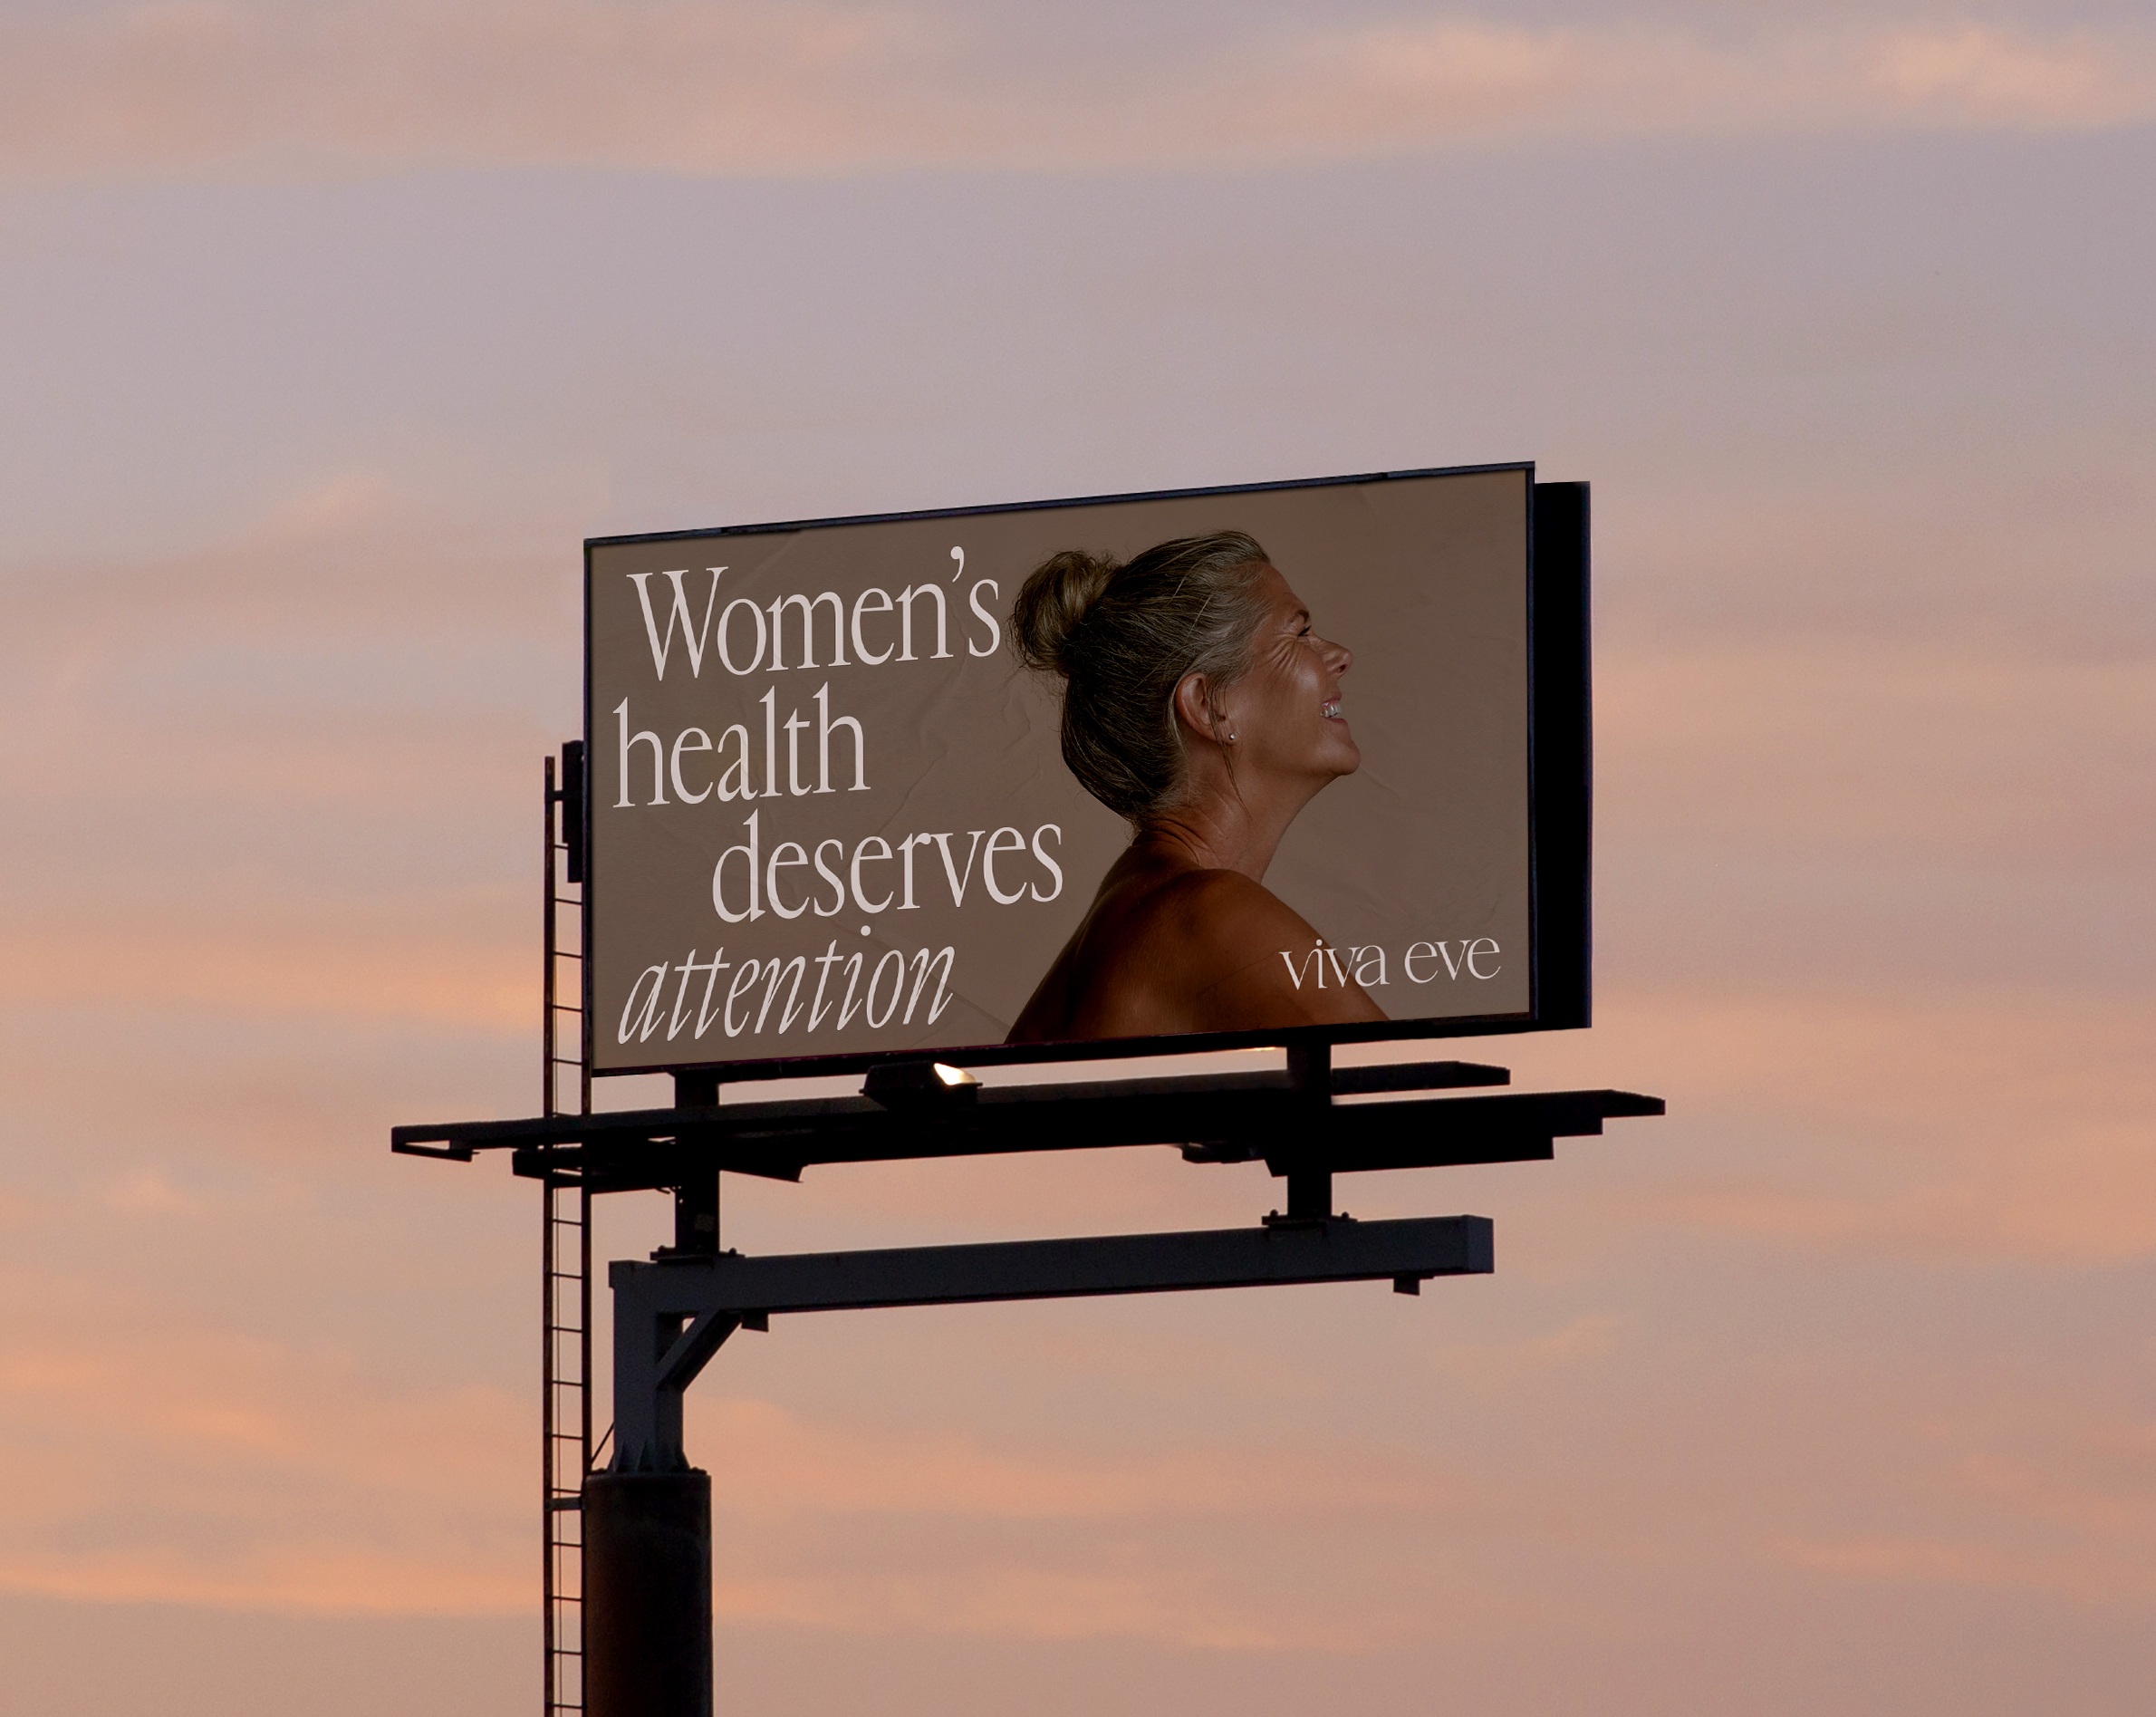 Women’s
health
deserves
attention
viva eve